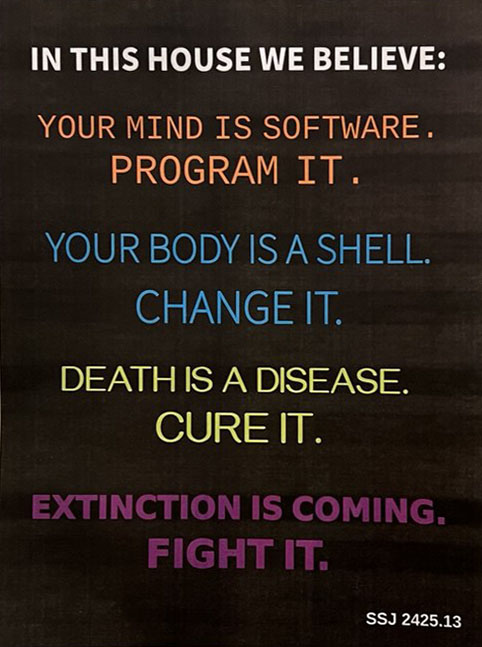 IN THIS HOUSE WE BELIEVE:
YOUR MIND IS SOFTWARE.
PROGRAM IT.
YOUR BODY IS A SHELL.
CHANGE IT.
DEATH IS A DISEASE.
CURE IT.
EXTINCTION IS COMING.
FIGHT IT.
SSJ 2425.13